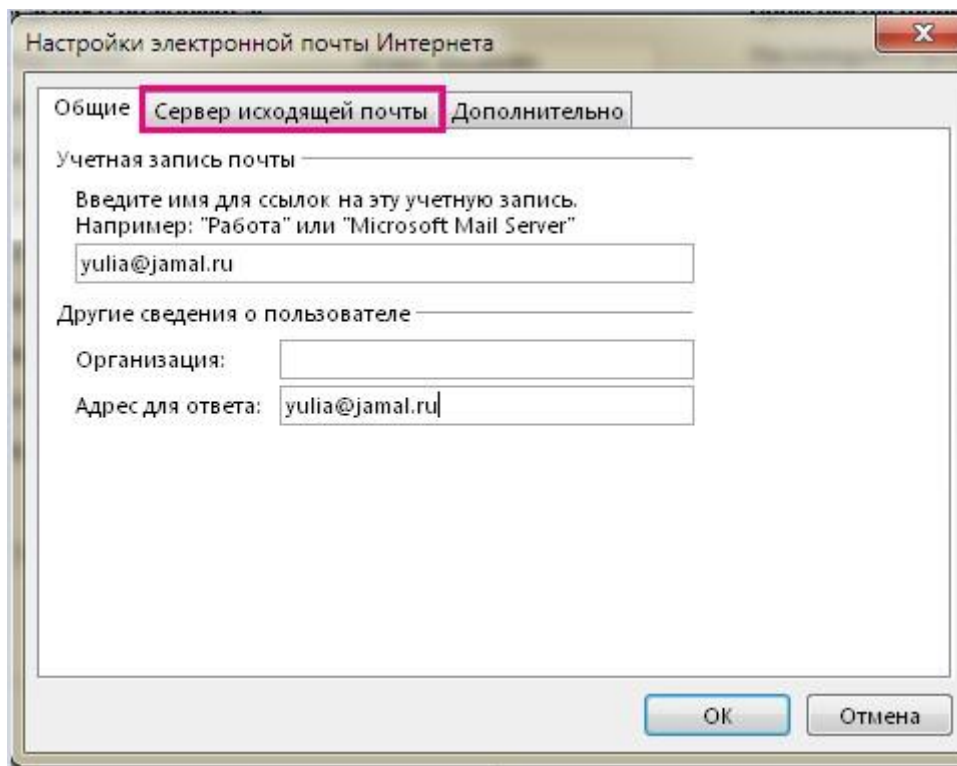 Настройки электронной почты Интернета
X
Общие Сервер исходящей почты Дополнительно
Учетная запись почты
Введите имя для ссылок на эту учетную запись.
Например: "Работа" или "Microsoft Mail Server"
yulia@jamal.ru
Другие сведения о пользователе
Организация:
Адрес для ответа: yulia@jamal.ru
OK Отмена